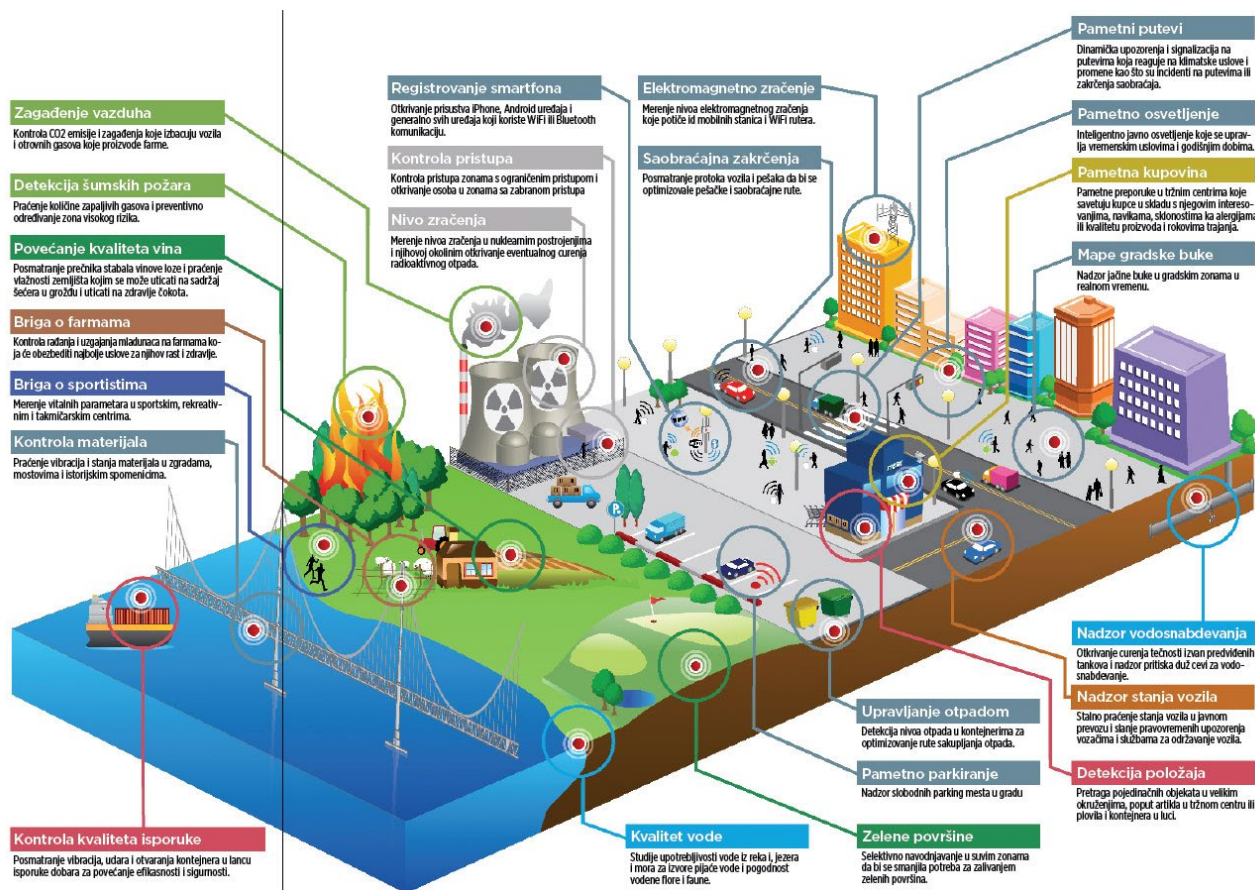 Zagađenje vazduha
Kontrola CO2 emisije i zagađenja koje izbacuju vozila
i otrovnih gasova koje proizvode farme.
Detekcija šumskih požara
Praćenje količine zapaljivih gasova i preventivno
određivanje zona visokog rizika.
Povećanje kvaliteta vina
Posmatranje prečnika stabala vinove loze i praćenje
vlažnosti zemljišta kojim se može uticati na sadržaj
šećera u grožđu i uticati na zdravlje čokota.
Briga o farmama
Kontrola rađanja i uzgajanja mladunaca na farmama ko-
ja će obezbediti najbolje uslove za njihov rast i zdravlje.
Briga o sportistima
Merenje vitalnih parametara u sportskim, rekreativ-
nim i takmičarskim centrima.
Kontrola materijala
Praćenje vibracija i stanja materijala u zgradama,
mostovima i istorijskim spomenicima.
Registrovanje smartfona
Otkrivanje prisustva iPhone, Android uređaja i
generalno svih uređaja koji koriste WiFi ili Bluetooth
komunikaciju.
Kontrola pristupa
Kontrola pristupa zonama s ograničenim pristupom i
otkrivanje osoba u zonama sa zabranom pristupa
Nivo zračenja
Merenje nivoa zračenja u nuklearnim postrojenjima
i njihovoj okolinim otkrivanje eventualnog curenja
radioaktivnog otpada.
Elektromagnetno zračenje
Merenje nivoa elektromagnetnog zračenja
koje potiče id mobilnih stanica i WiFi rutera.
Saobraćajna zakrčenja
Posmatranje protoka vozila i pešaka da bi se
optimizovale pešačke i saobraćajne rute.
Pametni putevi
Dinamička upozorenja i signalizacija na
putevima koja reaguje na klimatske uslove i
promene kao što su incidenti na putevima ili
zakrčenja saobraćaja.
Pametno osvetljenje
Inteligentno javno osvetljenje koje se uprav-
lja vremenskim uslovima i godišnjim dobima.
Pametna kupovina
Pametne preporuke u tržnim centrima koje
savetuju kupce u skladu s njegovim intereso-
vanjima, navikama, sklonostima ka alergijama
ili kvalitetu proizvoda i rokovima trajanja.
Mape gradske buke
Nadzor jačine buke u gradskim zonama u
realnom vremenu.
P
Nadzor vodosnabdevanja
Otkrivanje curenja tečnosti izvan predviđenih
tankova i nadzor pritiska duž cevi za vodo-
snabdevanje.
Nadzor stanja vozila
Stalno praćenje stanja vozila u javnom
prevozu i slanje pravovremenih upozorenja
vozačima i službama za održavanje vozila.
Detekcija položaja
Pretraga pojedinačnih objekata u velikim
okruženjima, poput artikla u tržnom centru ili
plovila i kontejnera u luci.
Upravljanje otpadom
Detekcija nivoa otpada u kontejnerima za
optimizovanje rute sakupljanja otpada.
Pametno parkiranje
Nadzor slobodnih parking mesta u gradu
Zelene površine
Selektivno navodnjavanje u suvim zonama
da bi se smanjila potreba za zalivanjem
zelenih površina.
Kvalitet vode
Studije upotrebljivosti vode iz reka i, jezera
i mora za izvore pijaće vode i pogodnost
vodene flore i faune.
Kontrola kvaliteta isporuke
Posmatranje vibracija, udara i otvaranja kontejnera u lancu
isporuke dobara za povećanje efikasnosti i sigurnosti.